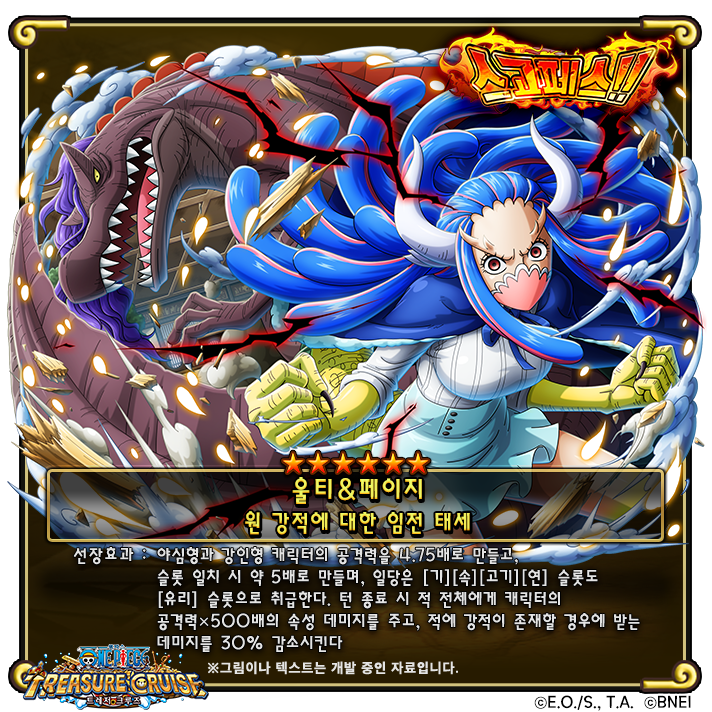 스고페스!!
울티&페이지
원 강적에 대한 임전 태세
선장효과 : 야심형과 강인형 캐릭터의 공격력을 4.75배로 만들고,
슬롯 일치 시 약 5배로 만들며, 일당은 [기][속][고기][연] 슬롯도
[유리] 슬롯으로 취급한다. 턴 종료 시 적 전체에게 캐릭터의
공격력×500배의 속성 데미지를 주고, 적에 강적이 존재할 경우에 받는
데미지를 30% 감소시킨다
※그림이나 텍스트는 개발 중인 자료입니다.
ONE PIECE
TREASURE CRUISE
트레저 크루즈
©E.O./S., T.A. ©BNEI